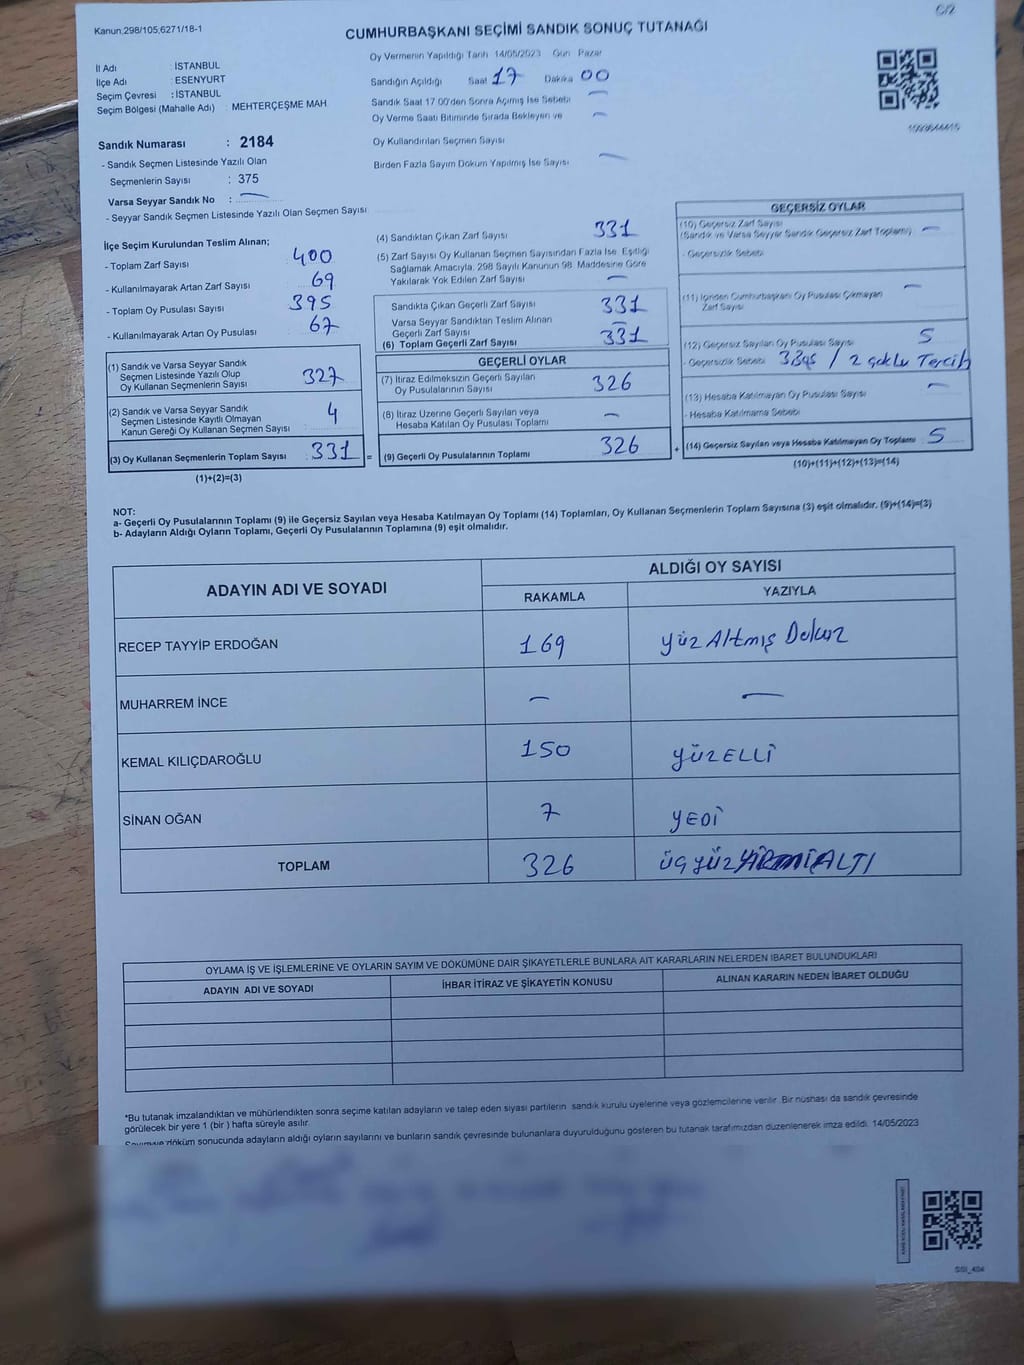 C/2
Kanun.298/105,6271/18-1
CUMHURBAŞKANI SEÇİMİ SANDIK SONUÇ TUTANAĞI
Oy Vermenin Yapıldığı Tarih 14/05/2023 Gün Pazar
İl Adı : İSTANBUL
İlçe Adı : ESENYURT
Seçim Çevresi : İSTANBUL
Seçim Bölgesi (Mahalle Adı) : MEHTERÇEŞME MAH
Sandığın Açıldığı Saat 17 Dakika 00
Sandık Saat 17.00'den Sonra Açımış İse Sebebi —
Oy Verme Saati Bitiminde Sırada Bekleyen ve —
Oy Kullandırılan Seçmen Sayısı
Birden Fazla Sayım Döküm Yapılmış İse Sayısı —
Sandık Numarası : 2184
- Sandık Seçmen Listesinde Yazılı Olan
Seçmenlerin Sayısı : 375
Varsa Seyyar Sandık No : —
- Seyyar Sandık Seçmen Listesinde Yazılı Olan Seçmen Sayısı
İlçe Seçim Kurulundan Teslim Alınan;
- Toplam Zarf Sayısı 400
- Kullanılmayarak Artan Zarf Sayısı 69
- Toplam Oy Pusulası Sayısı 395
- Kullanılmayarak Artan Oy Pusulası 67
(1) Sandık ve Varsa Seyyar Sandık
Seçmen Listesinde Yazılı Olup
Oy Kullanan Seçmenlerin Sayısı 327
(2) Sandık ve Varsa Seyyar Sandık
Seçmen Listesinde Kayıtlı Olmayan
Kanun Gereği Oy Kullanan Seçmen Sayısı 4
(3) Oy Kullanan Seçmenlerin Toplam Sayısı 331 =
(1)+(2)=(3)
(4) Sandıktan Çıkan Zarf Sayısı 331
(5) Zarf Sayısı Oy Kullanan Seçmen Sayısından Fazla İse, Eşitliği
Sağlamak Amacıyla, 298 Sayılı Kanunun 98. Maddesine Göre
Yakılarak Yok Edilen Zarf Sayısı —
Sandıkta Çıkan Geçerli Zarf Sayısı 331
Varsa Seyyar Sandıktan Teslim Alınan
Geçerli Zarf Sayısı —
(6) Toplam Geçerli Zarf Sayısı 331
GEÇERLİ OYLAR
(7) İtiraz Edilmeksizin Geçerli Sayılan
Oy Pusulalarının Sayısı 326
(8) İtiraz Üzerine Geçerli Sayılan veya
Hesaba Katılan Oy Pusulası Toplamı —
(9) Geçerli Oy Pusulalarının Toplamı 326 +
GEÇERSİZ OYLAR
(10) Geçersiz Zarf Sayısı
(Sandık ve Varsa Seyyar Sandık Geçersiz Zarf Toplamı) —
- Geçersizlik Sebebi
(11) İçinden Cumhurbaşkanı Oy Pusulası Çıkmayan
Zarf Sayısı —
(12) Geçersiz Sayılan Oy Pusulası Sayısı 5
- Geçersizlik Sebebi 3 Boş / 2 çoklu Tercih
(13) Hesaba Katılmayan Oy Pusulası Sayısı —
- Hesaba Katılmama Sebebi
(14) Geçersiz Sayılan veya Hesaba Katılmayan Oy Toplamı 5
(10)+(11)+(12)+(13)=(14)
NOT:
a- Geçerli Oy Pusulalarının Toplamı (9) ile Geçersiz Sayılan veya Hesaba Katılmayan Oy Toplamı (14) Toplamları, Oy Kullanan Seçmenlerin Toplam Sayısına (3) eşit olmalıdır. (9)+(14)=(3)
b- Adayların Aldığı Oyların Toplamı, Geçerli Oy Pusulalarının Toplamına (9) eşit olmalıdır.
ADAYIN ADI VE SOYADI ALDIĞI OY SAYISI
RAKAMLA YAZIYLA
RECEP TAYYİP ERDOĞAN 169 yüz Altmış Dokuz
MUHARREM İNCE — —
KEMAL KILIÇDAROĞLU 150 YÜZELLİ
SİNAN OĞAN 7 YEDİ
TOPLAM 326 üçyüzYİRMİALTI
OYLAMA İŞ VE İŞLEMLERİNE VE OYLARIN SAYIM VE DÖKÜMÜNE DAİR ŞİKAYETLERLE BUNLARA AİT KARARLARIN NELERDEN İBARET BULUNDUKLARI
ADAYIN ADI VE SOYADI İHBAR İTİRAZ VE ŞİKAYETİN KONUSU ALINAN KARARIN NEDEN İBARET OLDUĞU
*Bu tutanak imzalandıktan ve mühürlendikten sonra seçime katılan adayların ve talep eden siyasi partilerin sandık kurulu üyelerine veya gözlemcilerine verilir. Bir nüshası da sandık çevresinde
görülecek bir yere 1 (bir) hafta süreyle asılır.
döküm sonucunda adayların aldığı oyların sayılarını ve bunların sandık çevresinde bulunanlara duyurulduğunu gösteren bu tutanak tarafımızdan düzenlenerek imza edildi. 14/05/2023